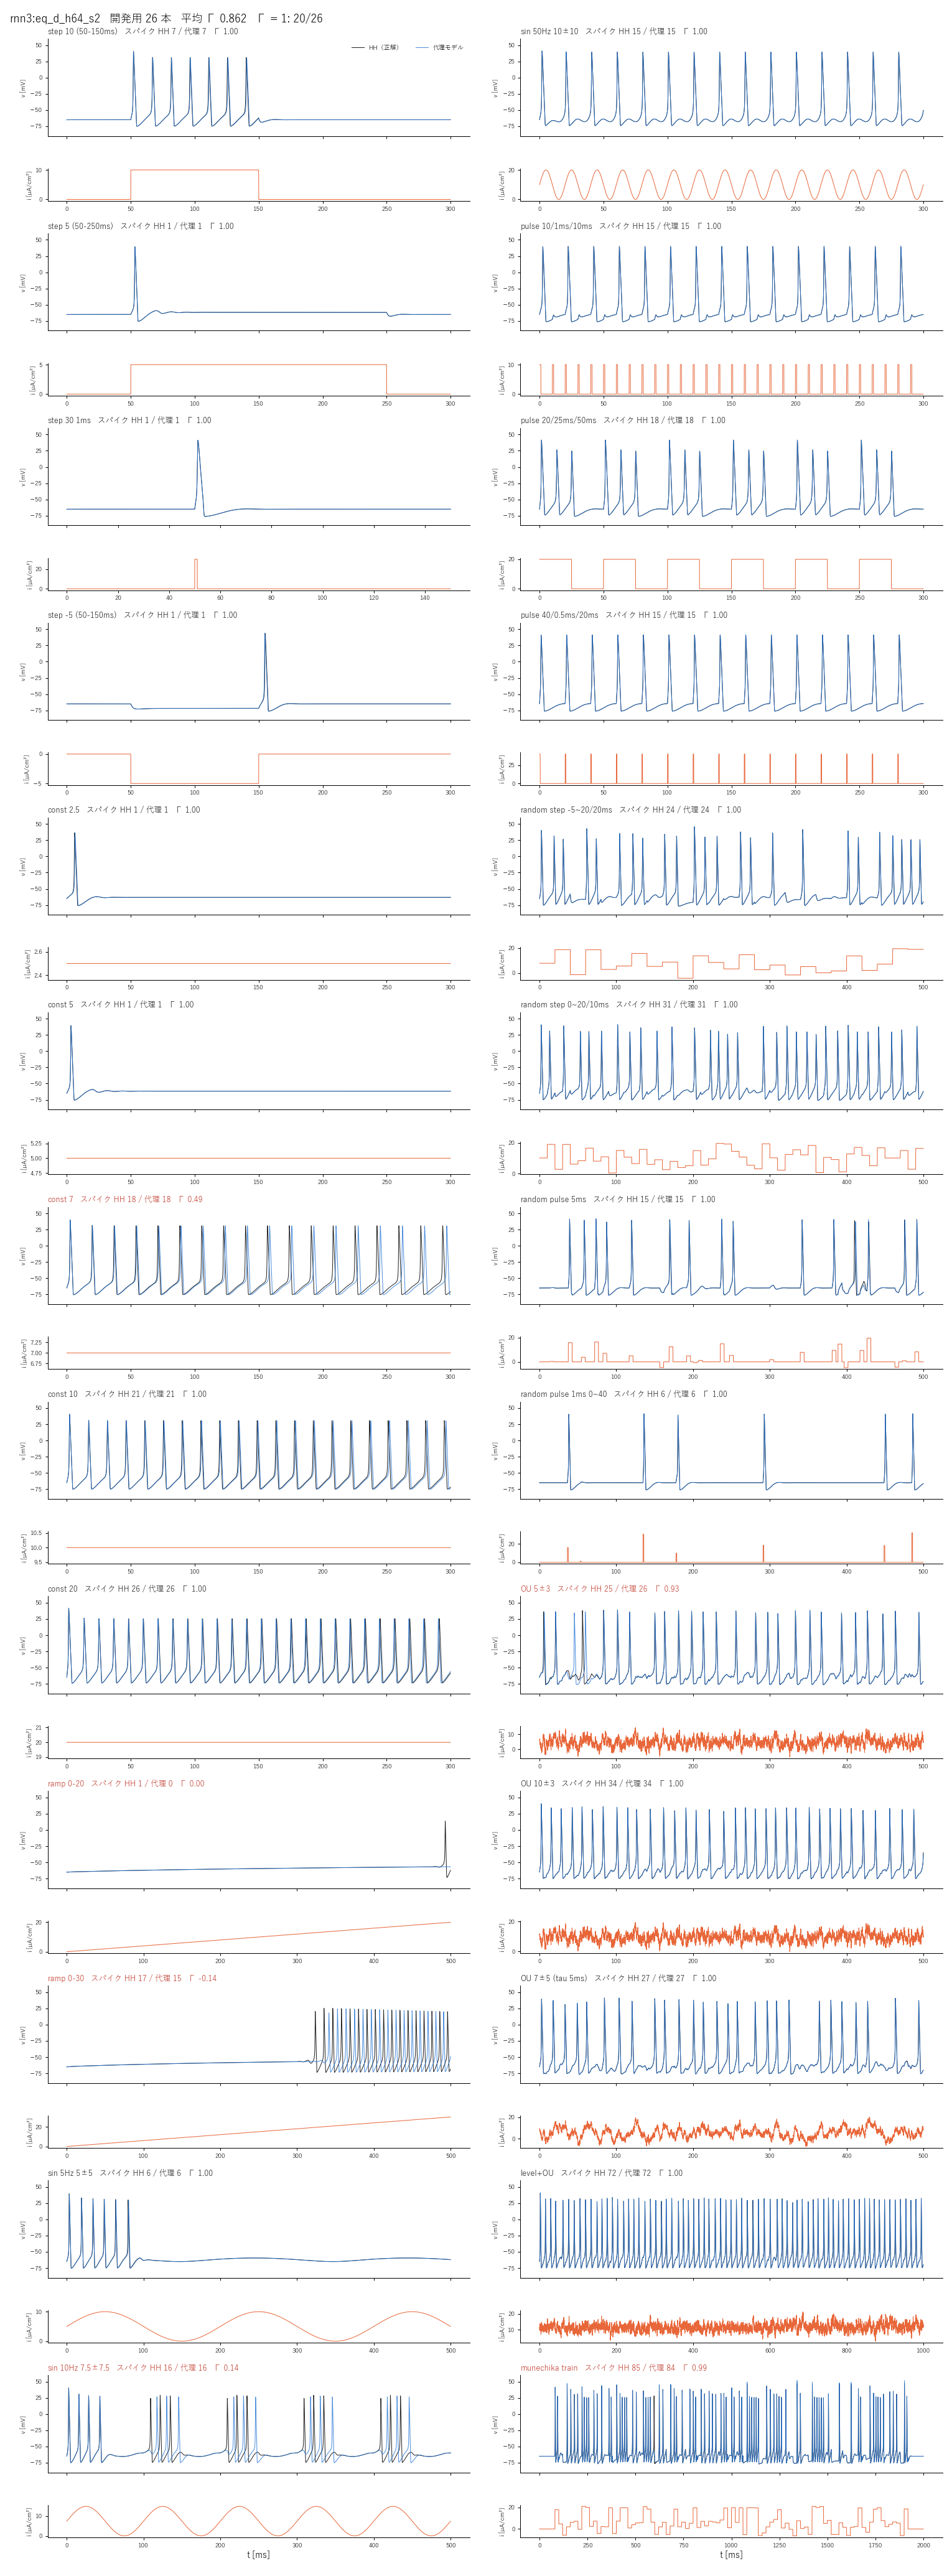 rnn3:eq_d_h64_s2 開発用 26 本 平均 Γ 0.862 Γ = 1: 20/26
step 10 (50-150ms) スパイク HH 7 / 代理 7 Γ 1.00
HH（正解） 代理モデル
sin 50Hz 10±10 スパイク HH 15 / 代理 15 Γ 1.00
step 5 (50-250ms) スパイク HH 1 / 代理 1 Γ 1.00
pulse 10/1ms/10ms スパイク HH 15 / 代理 15 Γ 1.00
step 30 1ms スパイク HH 1 / 代理 1 Γ 1.00
pulse 20/25ms/50ms スパイク HH 18 / 代理 18 Γ 1.00
step -5 (50-150ms) スパイク HH 1 / 代理 1 Γ 1.00
pulse 40/0.5ms/20ms スパイク HH 15 / 代理 15 Γ 1.00
const 2.5 スパイク HH 1 / 代理 1 Γ 1.00
random step -5~20/20ms スパイク HH 24 / 代理 24 Γ 1.00
const 5 スパイク HH 1 / 代理 1 Γ 1.00
random step 0~20/10ms スパイク HH 31 / 代理 31 Γ 1.00
const 7 スパイク HH 18 / 代理 18 Γ 0.49
random pulse 5ms スパイク HH 15 / 代理 15 Γ 1.00
const 10 スパイク HH 21 / 代理 21 Γ 1.00
random pulse 1ms 0~40 スパイク HH 6 / 代理 6 Γ 1.00
const 20 スパイク HH 26 / 代理 26 Γ 1.00
OU 5±3 スパイク HH 25 / 代理 26 Γ 0.93
ramp 0-20 スパイク HH 1 / 代理 0 Γ 0.00
OU 10±3 スパイク HH 34 / 代理 34 Γ 1.00
ramp 0-30 スパイク HH 17 / 代理 15 Γ -0.14
OU 7±5 (tau 5ms) スパイク HH 27 / 代理 27 Γ 1.00
sin 5Hz 5±5 スパイク HH 6 / 代理 6 Γ 1.00
level+OU スパイク HH 72 / 代理 72 Γ 1.00
sin 10Hz 7.5±7.5 スパイク HH 16 / 代理 16 Γ 0.14
munechika train スパイク HH 85 / 代理 84 Γ 0.99
v [mV]
i [μA/cm²]
t [ms]
t [ms]